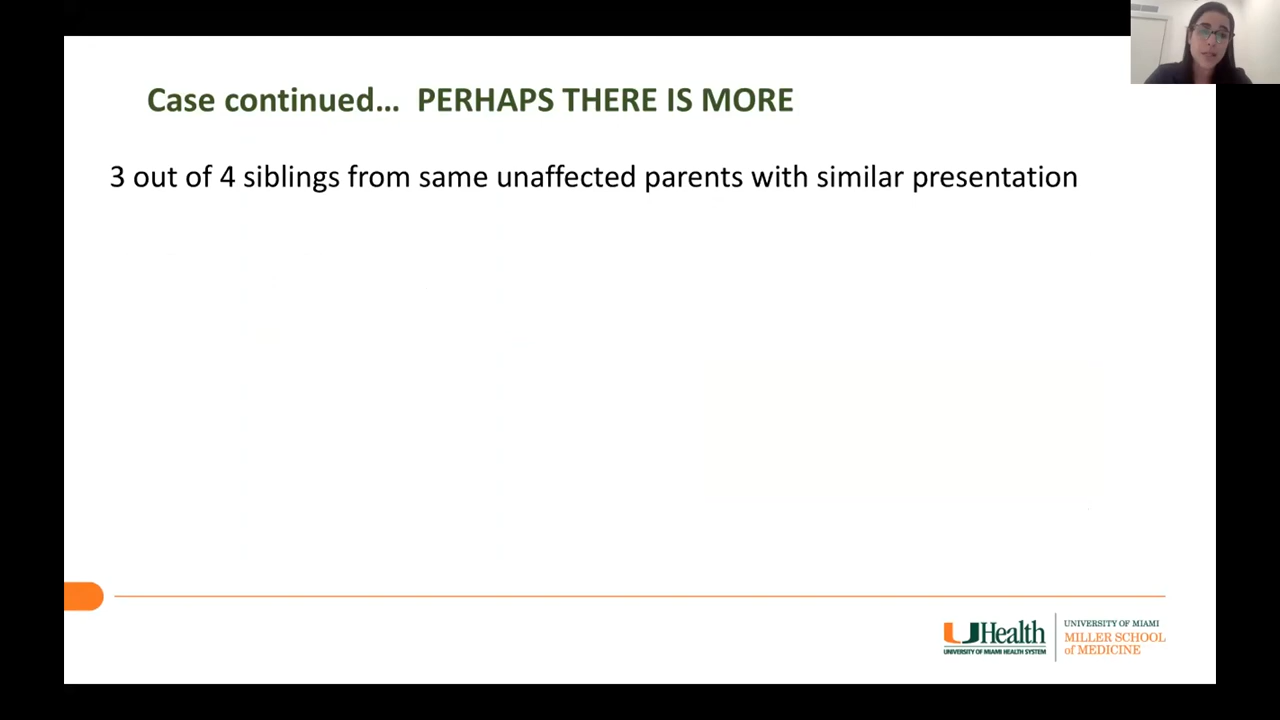 Case continued... PERHAPS THERE IS MORE
3 out of 4 siblings from same unaffected parents with similar presentation
UHealth
UNIVERSITY OF MIAMI HEALTH SYSTEM
UNIVERSITY OF MIAMI
MILLER SCHOOL
of MEDICINE